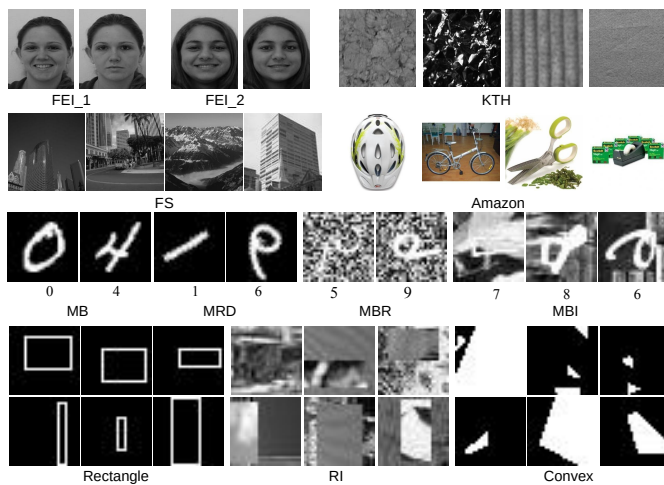 FEI_1
FEI_2
KTH
FS
Amazon
0 4 1 6 5 9 7 8 6
MB MRD MBR MBI
Rectangle RI Convex